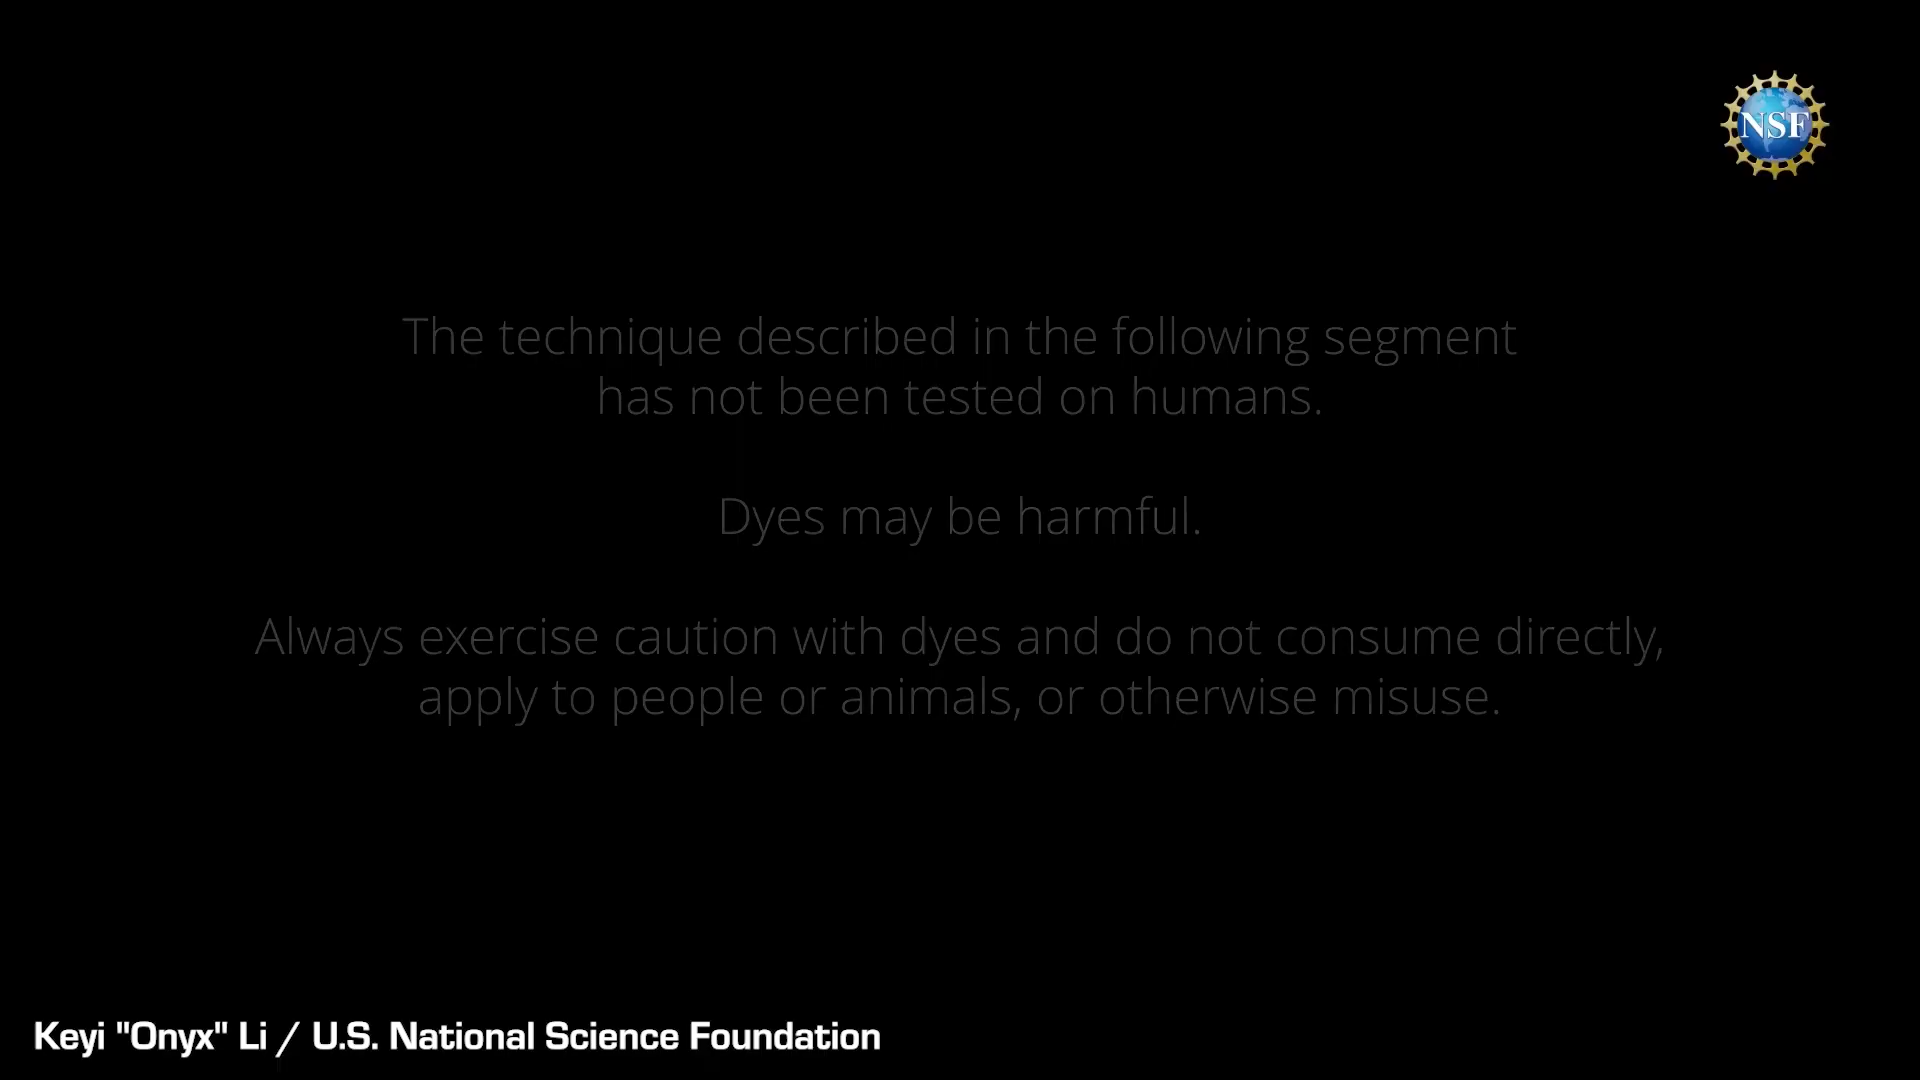 NSF
The technique described in the following segment
has not been tested on humans.
Dyes may be harmful.
Always exercise caution with dyes and do not consume directly,
apply to people or animals, or otherwise misuse.
Keyi "Onyx" Li / U.S. National Science Foundation